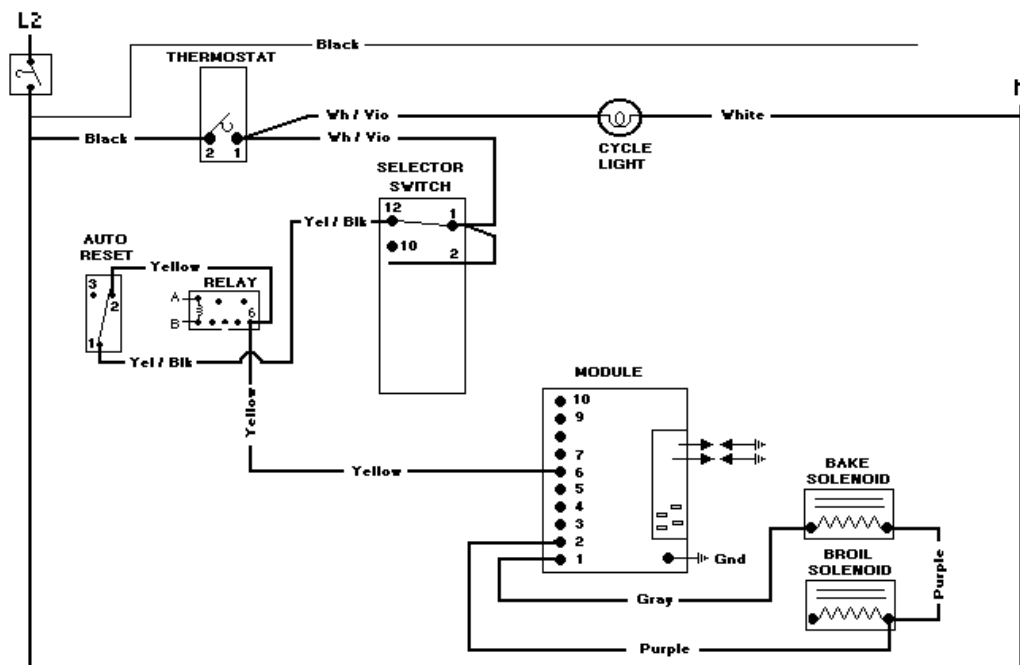 L2
Black
THERMOSTAT
Wh / Vio
White
Black
2
1
Wh / Vio
CYCLE
LIGHT
SELECTOR
SWITCH
12
1
Yel / Blk
10
2
AUTO
RESET
Yellow
3
2
RELAY
A
6
B
1
Yel / Blk
MODULE
Yellow
10
9
7
Yellow
6
5
4
3
2
1
BAKE
SOLENOID
BROIL
SOLENOID
Gnd
Purple
Gray
Purple